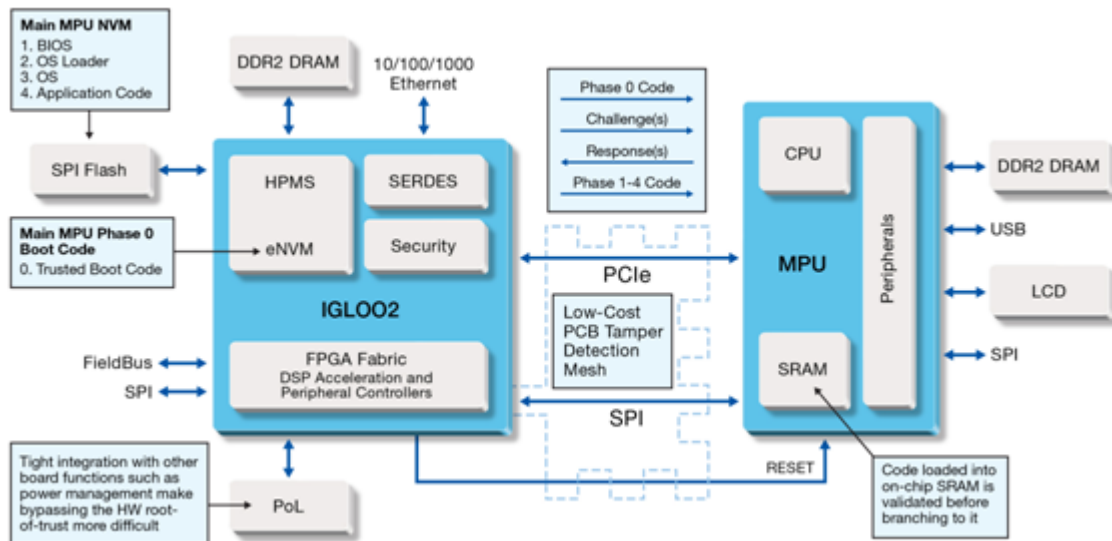 Main MPU NVM
1. BIOS
2. OS Loader
3. OS
4. Application Code
DDR2 DRAM
10/100/1000
Ethernet
Phase 0 Code
Challenge(s)
Response(s)
Phase 1-4 Code
SPI Flash
HPMS
eNVM
SERDES
Security
IGLOO2
Main MPU Phase 0
Boot Code
0. Trusted Boot Code
FPGA Fabric
DSP Acceleration and
Peripheral Controllers
FieldBus
SPI
Tight integration with other
board functions such as
power management make
bypassing the HW root-
of-trust more difficult
PoL
PCIe
Low-Cost
PCB Tamper
Detection
Mesh
SPI
RESET
CPU
MPU
SRAM
Peripherals
DDR2 DRAM
USB
LCD
SPI
Code loaded into
on-chip SRAM is
validated before
branching to it